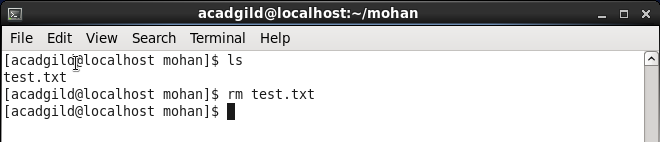 acadgild@localhost:~/mohan
File Edit View Search Terminal Help
[acadgild@localhost mohan]$ ls
test.txt
[acadgild@localhost mohan]$ rm test.txt
[acadgild@localhost mohan]$